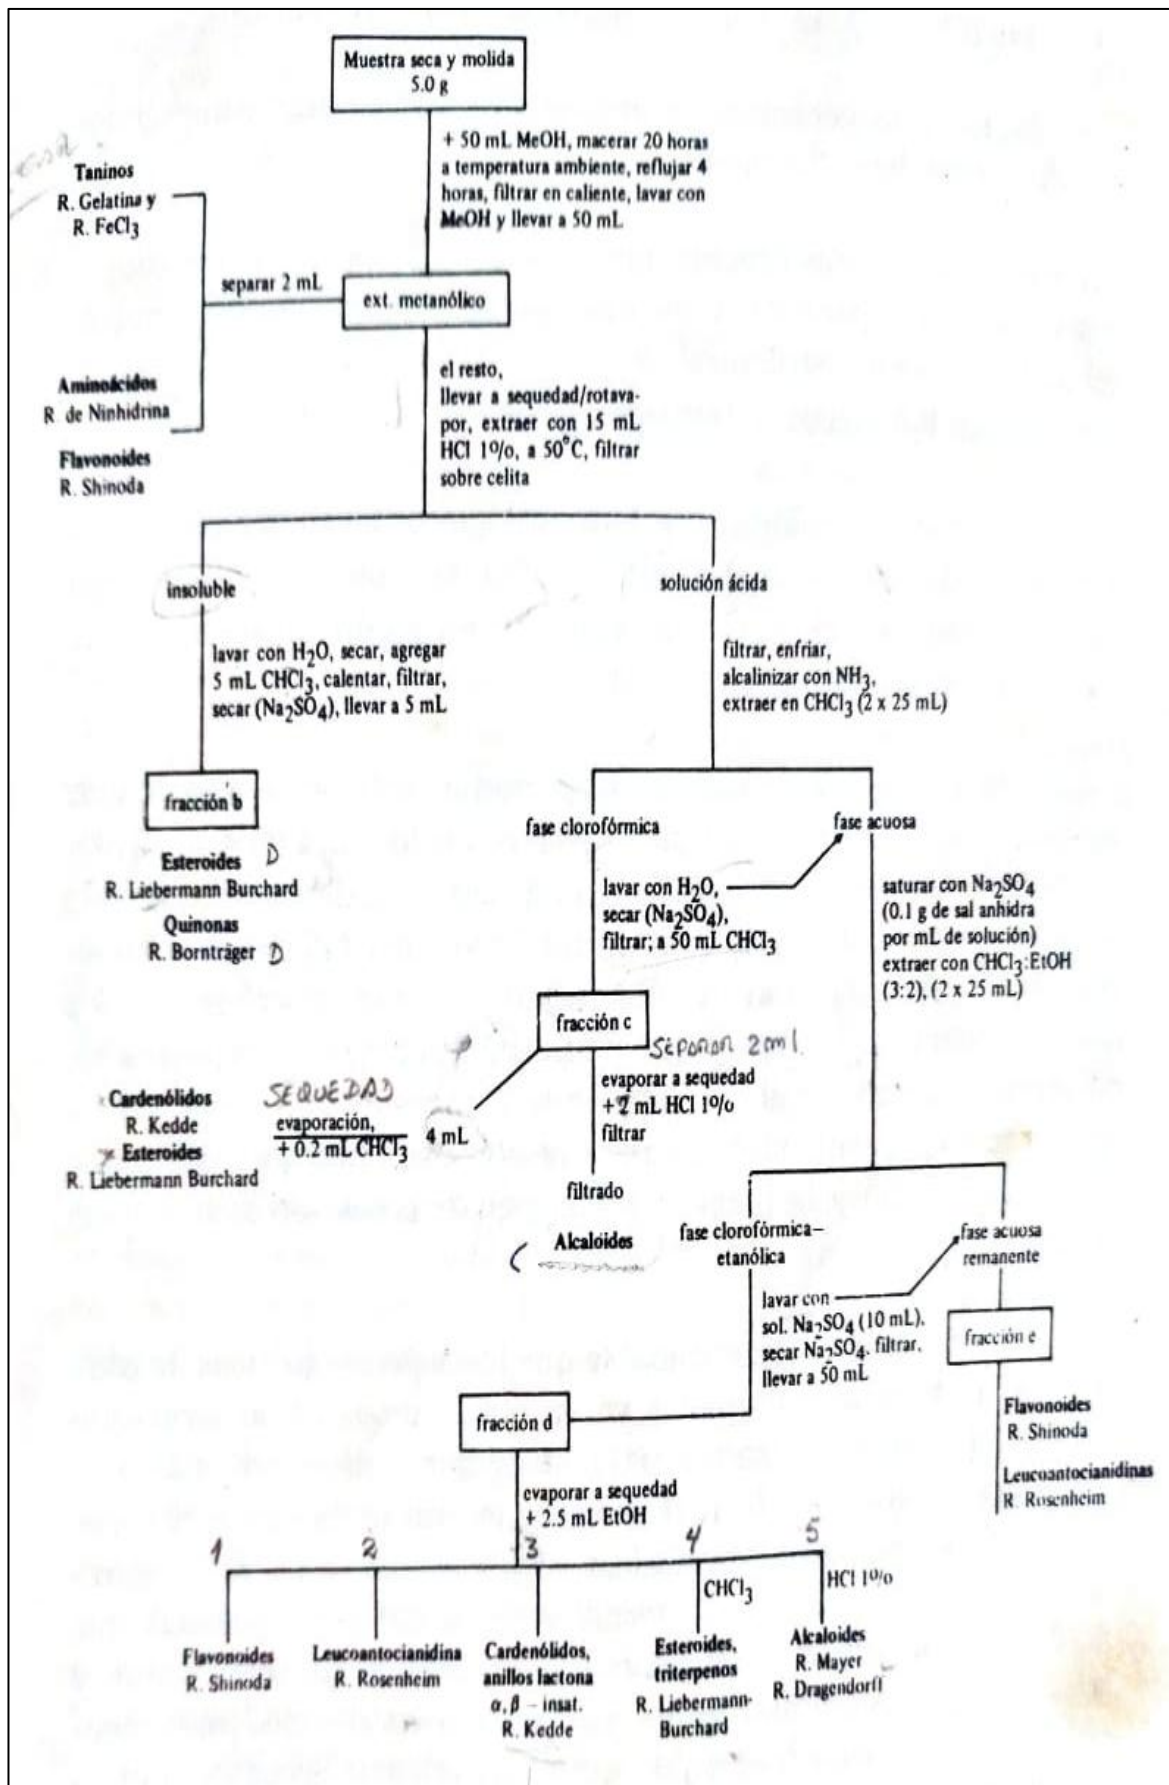 Muestra seca y molida
5.0 g
+ 50 mL MeOH, macerar 20 horas
a temperatura ambiente, reflujar 4
horas, filtrar en caliente, lavar con
MeOH y llevar a 50 mL
Taninos
R. Gelatina y
R. FeCl3
separar 2 mL
ext. metanólico
Aminoácidos
R. de Ninhidrina
Flavonoides
R. Shinoda
el resto,
llevar a sequedad/rotava-
por, extraer con 15 mL
HCl 1%, a 50°C, filtrar
sobre celita
insoluble
solución ácida
lavar con H2O, secar, agregar
5 mL CHCl3, calentar, filtrar,
secar (Na2SO4), llevar a 5 mL
filtrar, enfriar,
alcalinizar con NH3,
extraer en CHCl3 (2 x 25 mL)
fracción b
Esteroides D
R. Liebermann Burchard
Quinonas
R. Bornträger D
fase clorofórmica
fase acuosa
lavar con H2O
secar (Na2SO4),
filtrar; a 50 mL CHCl3
saturar con Na2SO4
(0.1 g de sal anhidra
por mL de solución)
extraer con CHCl3:EtOH
(3:2), (2 x 25 mL)
fracción c
SEPARAR 2ml.
evaporar a sequedad
+ 2 mL HCl 1%
filtrar
Cardenólidos
R. Kedde
Esteroides
R. Liebermann Burchard
SEQUEDAD
evaporación,
+ 0.2 mL CHCl3
4 mL
filtrado
Alcaloides
fase clorofórmica–
etanólica
fase acuosa
remanente
lavar con
sol. Na2SO4 (10 mL),
secar Na2SO4, filtrar,
llevar a 50 mL
fracción e
Flavonoides
R. Shinoda
Leucoantocianidinas
R. Rosenheim
fracción d
evaporar a sequedad
+ 2.5 mL EtOH
1 2 3 4 5
CHCl3
HCl 1%
Flavonoides
R. Shinoda
Leucoantocianidina
R. Rosenheim
Cardenólidos,
anillos lactona
α, β – insat.
R. Kedde
Esteroides,
triterpenos
R. Liebermann-
Burchard
Alcaloides
R. Mayer
R. Dragendorff